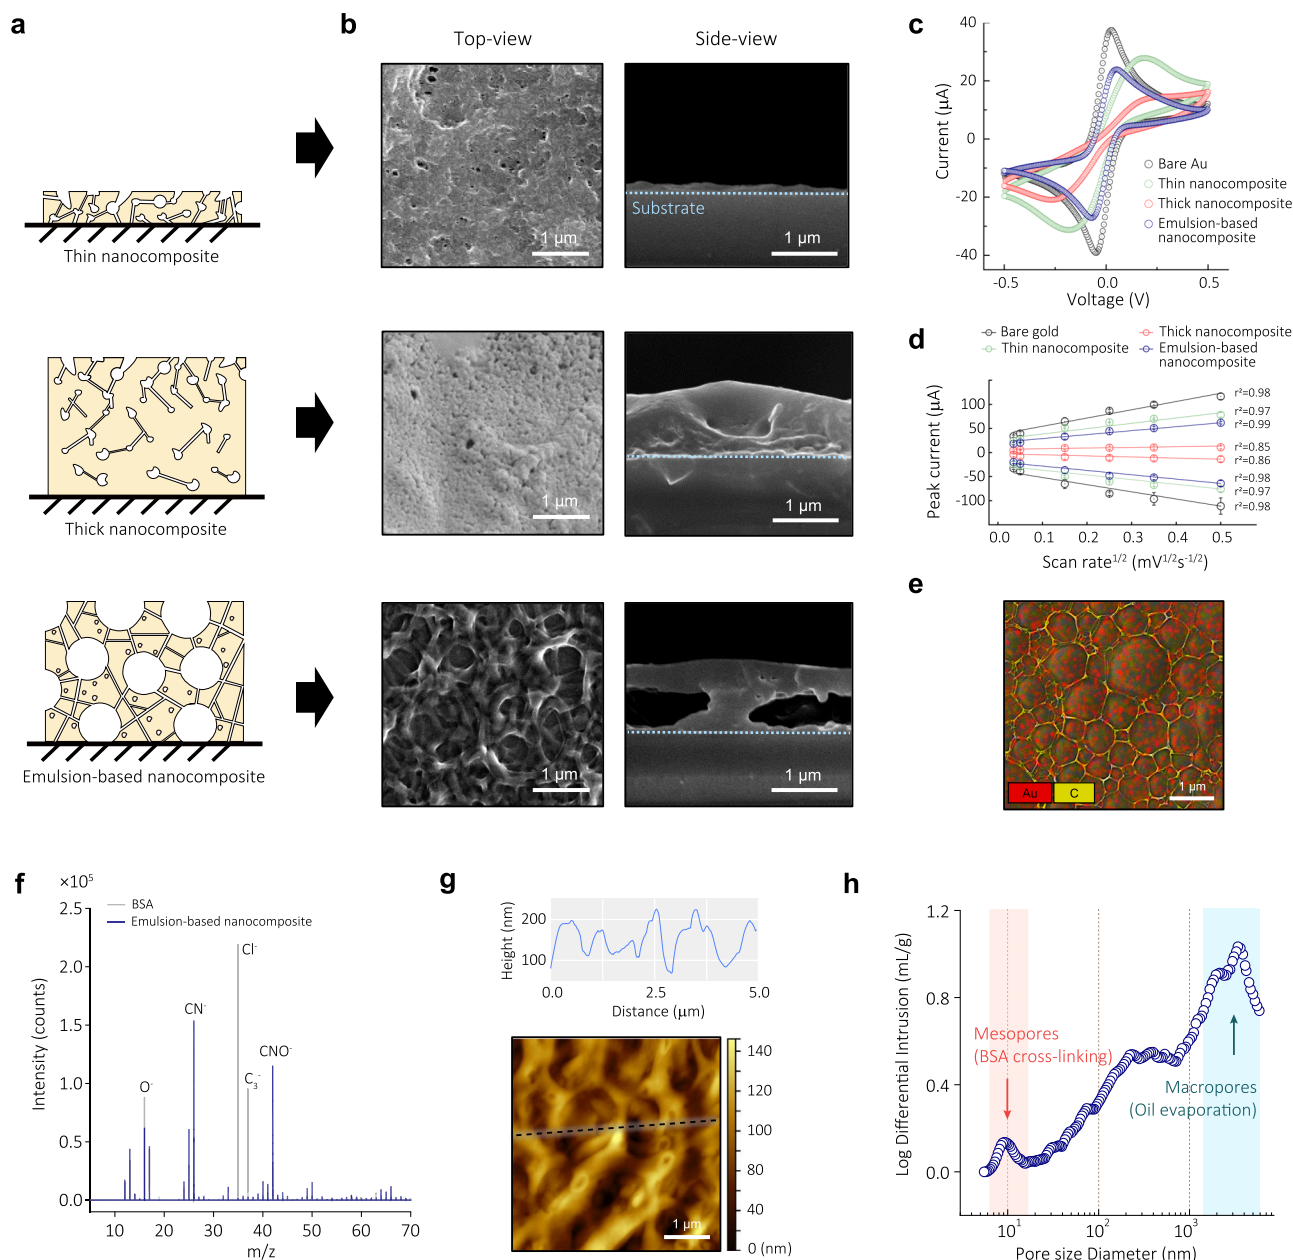 a
Thin nanocomposite
Thick nanocomposite
Emulsion-based nanocomposite
b
Top-view
Side-view
1 µm
Substrate
1 µm
1 µm
1 µm
1 µm
1 µm
c
Current (µA)
40
20
0
-20
-40
-0.5
0.0
0.5
Voltage (V)
Bare Au
Thin nanocomposite
Thick nanocomposite
Emulsion-based
nanocomposite
d
Bare gold
Thin nanocomposite
Thick nanocomposite
Emulsion-based
nanocomposite
Peak current (µA)
100
50
0
-50
-100
r²=0.98
r²=0.97
r²=0.99
r²=0.85
r²=0.86
r²=0.98
r²=0.97
r²=0.98
0.0 0.1 0.2 0.3 0.4 0.5
Scan rate¹/² (mV¹/²s⁻¹/²)
e
Au
C
1 µm
f
×10⁵
BSA
Emulsion-based nanocomposite
Intensity (counts)
2.5
2.0
1.5
1.0
0.5
0.0
O⁻
CN⁻
Cl⁻
C₃⁻
CNO⁻
10 20 30 40 50 60 70
m/z
g
Height (nm)
200
100
0.0 2.5 5.0
Distance (µm)
140
120
100
80
60
40
20
0 (nm)
1 µm
h
Log Differential Intrusion (mL/g)
1.2
0.8
0.4
0.0
Mesopores
(BSA cross-linking)
Macropores
(Oil evaporation)
10¹ 10² 10³
Pore size Diameter (nm)